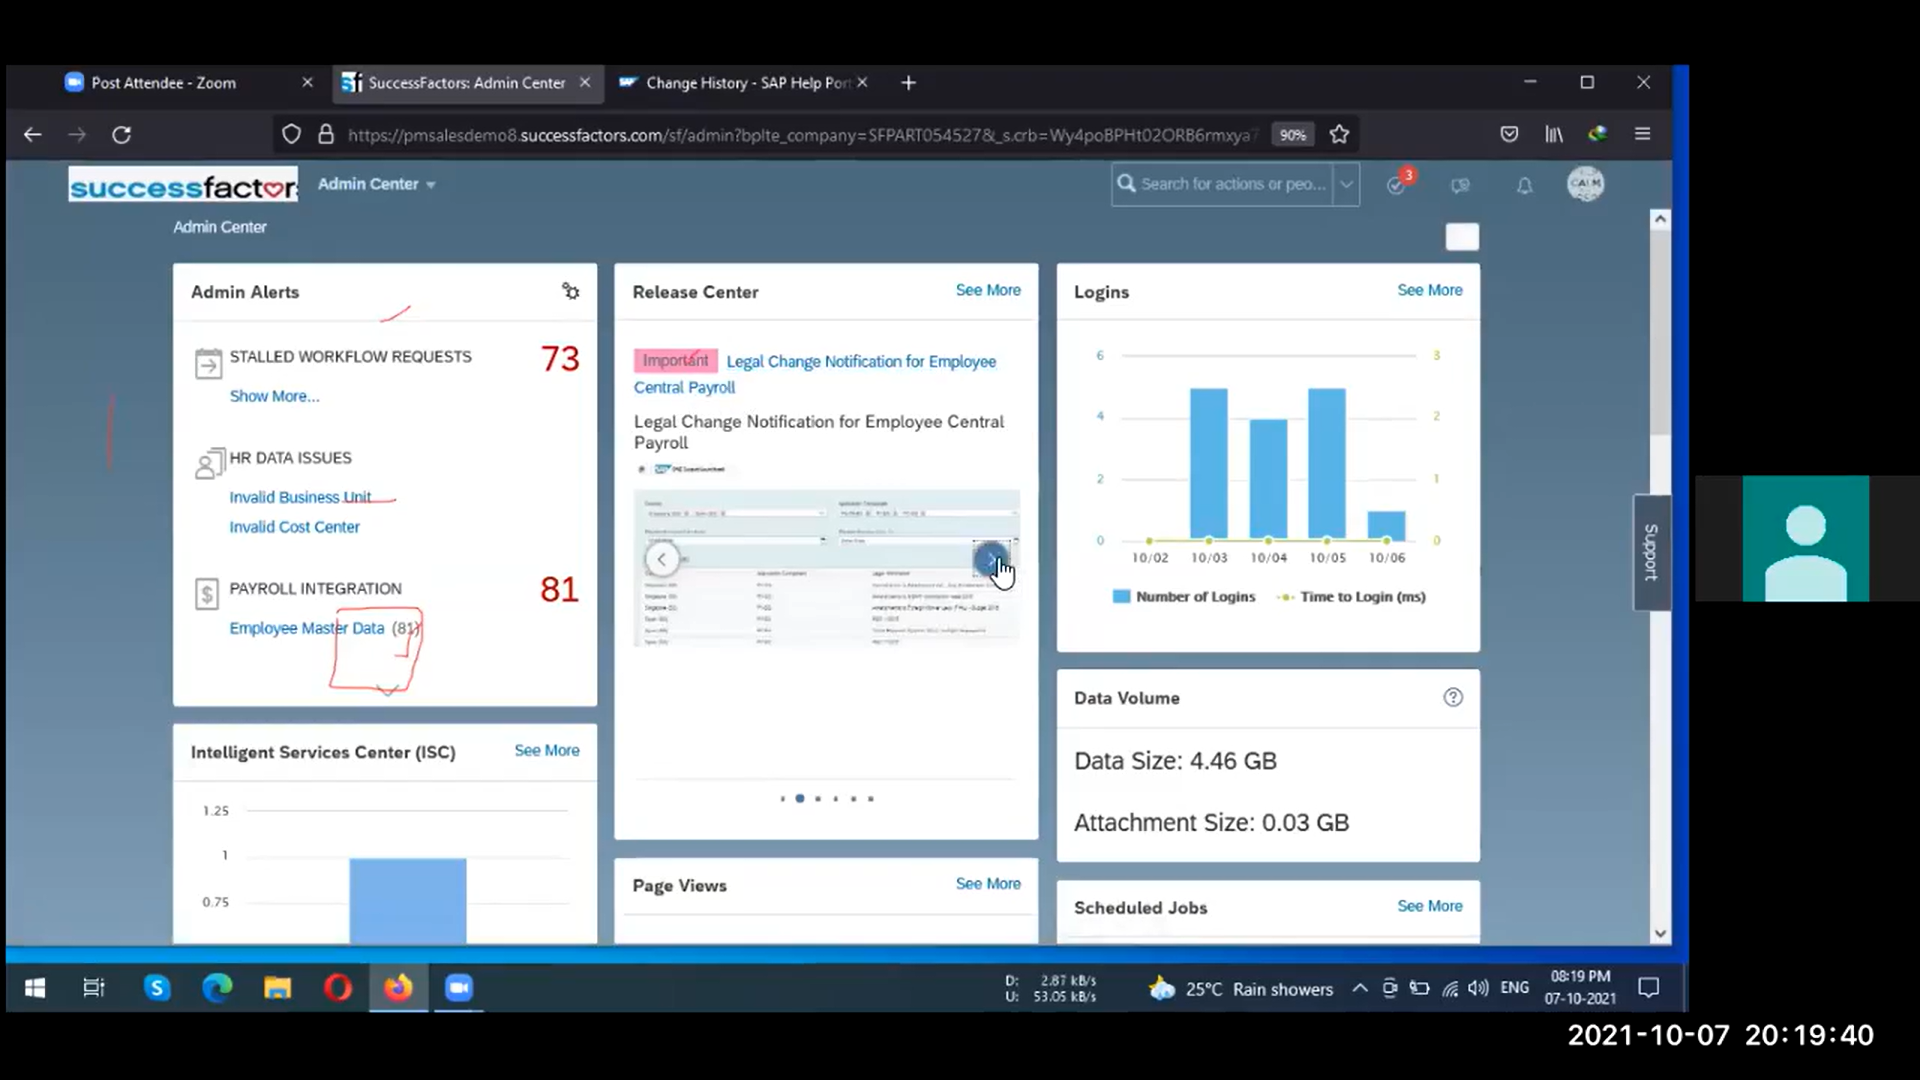 Post Attendee - Zoom
SuccessFactors: Admin Center
Change History - SAP Help Port
https://pmsalesdemo8.successfactors.com/sf/admin?bplte_company=SFPART054527&_s.crb=Wy4poBPHt02ORB6rmxya7
90%
successfactor
Admin Center
Search for actions or peo...
3
CALM
Admin Center
Admin Alerts
STALLED WORKFLOW REQUESTS
73
Show More...
HR DATA ISSUES
Invalid Business Unit
Invalid Cost Center
PAYROLL INTEGRATION
81
Employee Master Data (81)
Intelligent Services Center (ISC)
See More
1.25
1
0.75
Release Center
See More
Important Legal Change Notification for Employee
Central Payroll
Legal Change Notification for Employee Central
Payroll
Page Views
See More
Logins
See More
6
4
2
0
3
2
1
0
10/02
10/03
10/04
10/05
10/06
Number of Logins
Time to Login (ms)
Data Volume
Data Size: 4.46 GB
Attachment Size: 0.03 GB
Scheduled Jobs
See More
Support
D: 2.87 kB/s
U: 53.05 kB/s
25°C Rain showers
ENG
08:19 PM
07-10-2021
2021-10-07 20:19:40